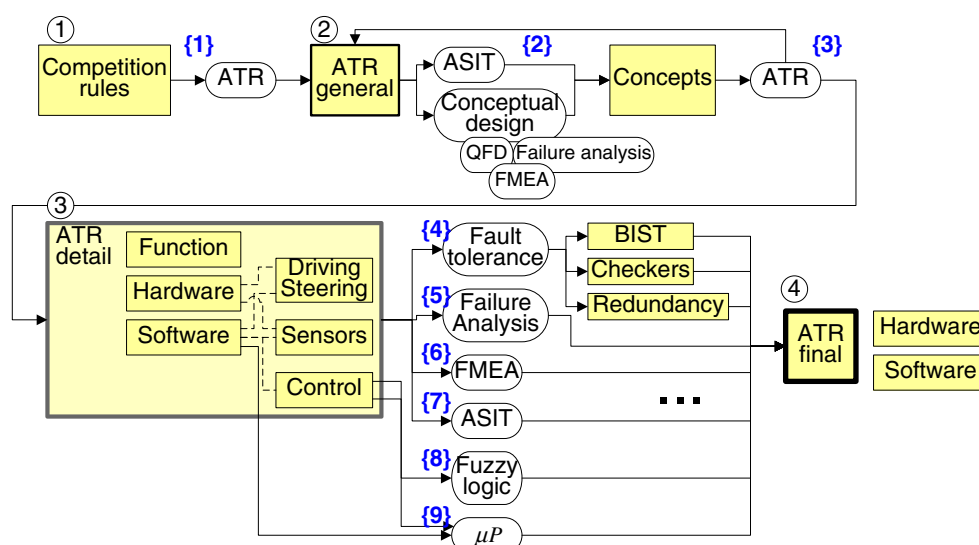 ①
Competition
rules
{1}
ATR
②
ATR
general
ASIT
{2}
Conceptual
design
QFD
Failure analysis
FMEA
Concepts
ATR
{3}
③
ATR
detail
Function
Hardware
Software
Driving
Steering
Sensors
Control
{4}
Fault
tolerance
BIST
Checkers
Redundancy
{5}
Failure
Analysis
{6}
FMEA
{7}
ASIT
{8}
Fuzzy
logic
{9}
μP
...
④
ATR
final
Hardware
Software